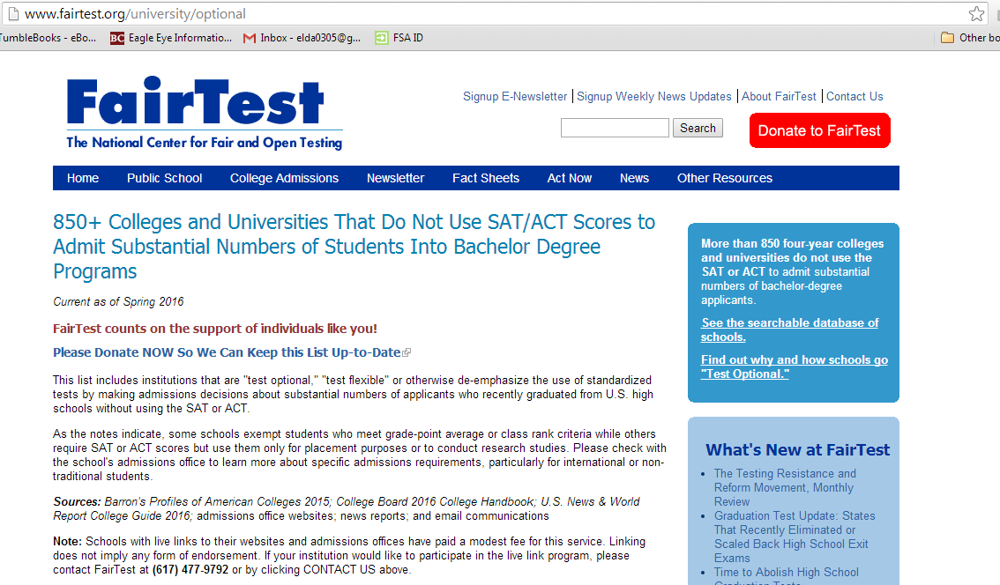 www.fairtest.org/university/optional
TumbleBooks - eBo... BC Eagle Eye Informatio... Inbox - elda0305@g... FSA ID Other bo
FairTest
The National Center for Fair and Open Testing
Signup E-Newsletter Signup Weekly News Updates About FairTest Contact Us
Search
Donate to FairTest
Home Public School College Admissions Newsletter Fact Sheets Act Now News Other Resources
850+ Colleges and Universities That Do Not Use SAT/ACT Scores to
Admit Substantial Numbers of Students Into Bachelor Degree
Programs
Current as of Spring 2016
FairTest counts on the support of individuals like you!
Please Donate NOW So We Can Keep this List Up-to-Date
This list includes institutions that are "test optional," "test flexible" or otherwise de-emphasize the use of standardized
tests by making admissions decisions about substantial numbers of applicants who recently graduated from U.S. high
schools without using the SAT or ACT.
As the notes indicate, some schools exempt students who meet grade-point average or class rank criteria while others
require SAT or ACT scores but use them only for placement purposes or to conduct research studies. Please check with
the school's admissions office to learn more about specific admissions requirements, particularly for international or non-
traditional students.
Sources: Barron's Profiles of American Colleges 2015; College Board 2016 College Handbook; U.S. News & World
Report College Guide 2016; admissions office websites; news reports; and email communications
Note: Schools with live links to their websites and admissions offices have paid a modest fee for this service. Linking
does not imply any form of endorsement. If your institution would like to participate in the live link program, please
contact FairTest at (617) 477-9792 or by clicking CONTACT US above.
More than 850 four-year colleges
and universities do not use the
SAT or ACT to admit substantial
numbers of bachelor-degree
applicants.
See the searchable database of
schools.
Find out why and how schools go
"Test Optional."
What's New at FairTest
The Testing Resistance and
Reform Movement, Monthly
Review
Graduation Test Update: States
That Recently Eliminated or
Scaled Back High School Exit
Exams
Time to Abolish High School
Graduation Tests